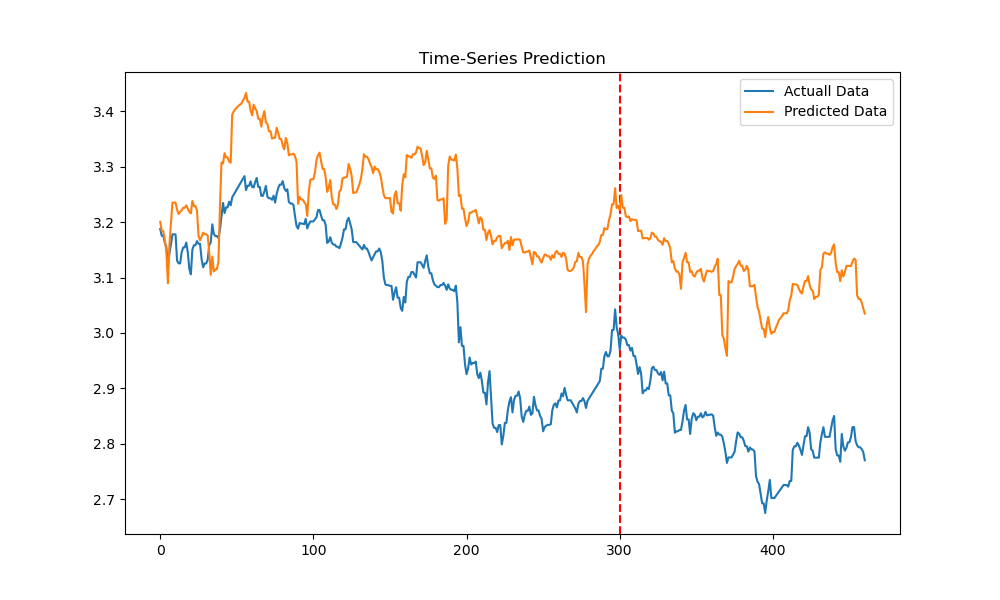 Time-Series Prediction
Actuall Data
Predicted Data
3.4
3.3
3.2
3.1
3.0
2.9
2.8
2.7
0 100 200 300 400